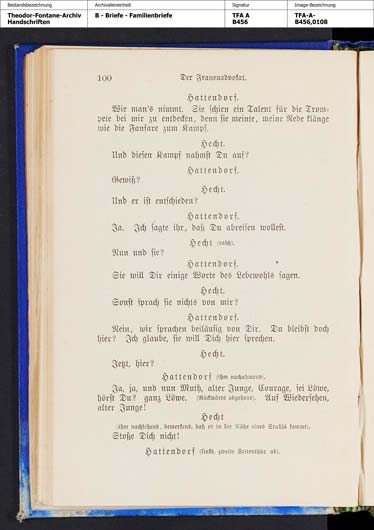 Bestandsbezeichnung
Archivalieneinheit
Signatur
Image-Bezeichnung
Theodor-Fontane-Archiv
Handschriften
B - Briefe - Familienbriefe
TFA A
B456
TFA-A-
B456,0108
100
Der Frauenadvokat.
Hattendorf.
Wie man's nimmt. Sie schien ein Talent für die Trom-
pete bei mir zu entdecken, denn sie meinte, meine Rede klänge
wie die Fanfare zum Kampf.
Hecht.
Und diesen Kampf nahmst Du auf?
Hattendorf.
Gewiß?
Hecht.
Und er ist entschieden?
Hattendorf.
Ja. Ich sagte ihr, daß Du abreisen wollest.
Hecht (rasch).
Nun und sie?
Hattendorf.
Sie will Dir einige Worte des Lebewohls sagen.
Hecht.
Sonst sprach sie nichts von mir?
Hattendorf.
Nein, wir sprachen beiläufig von Dir. Du bleibst doch
hier? Ich glaube, sie will Dich hier sprechen.
Hecht.
Jetzt, hier?
Hattendorf (ihm nachahmend).
Ja, ja, und nun Muth, alter Junge, Courage, sei Löwe,
hörst Du? ganz Löwe. (Rückwärts abgehend). Auf Wiedersehen,
alter Junge!
Hecht
(ihm nachsehend, bemerkend, daß er in die Nähe eines Stuhls kommt).
Stoße Dich nicht!
Hattendorf (links, zweite Seitenthür, ab).